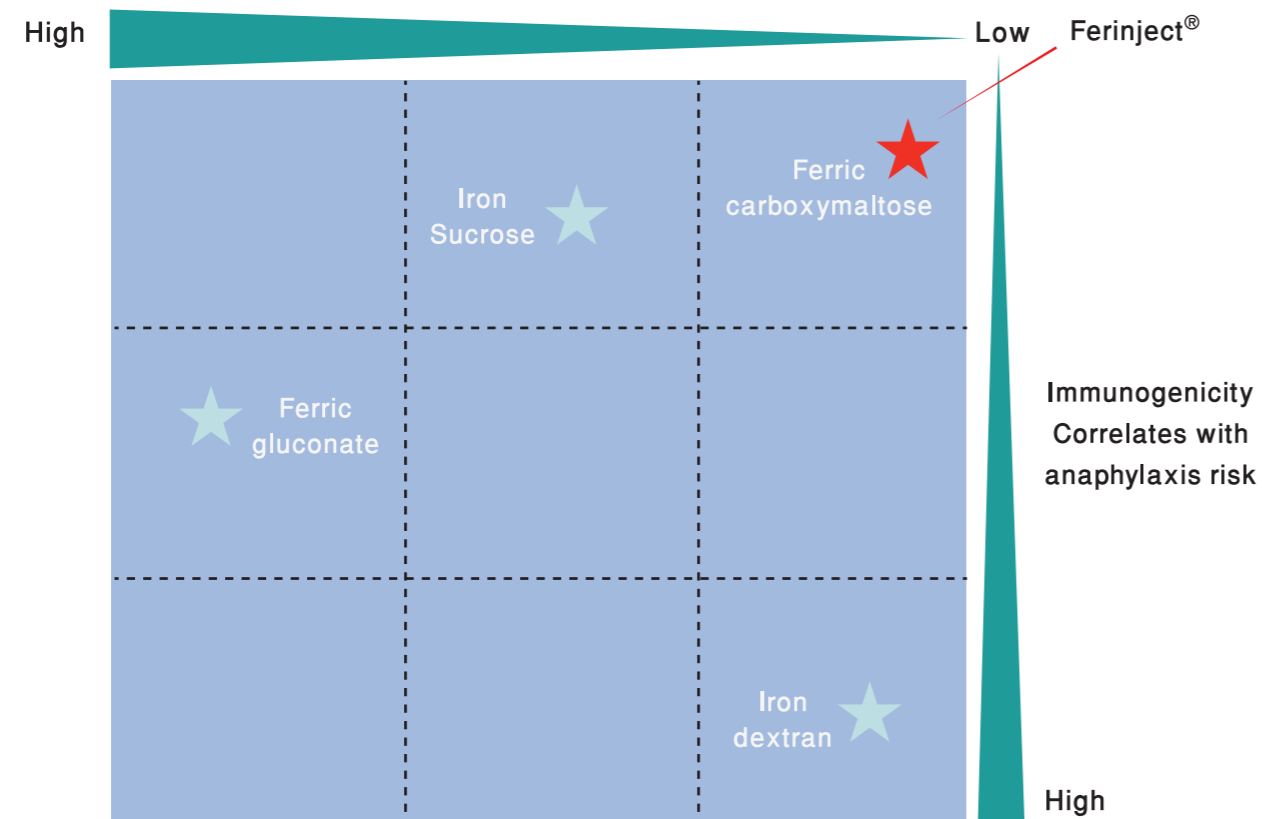 High
Low
Ferinject®
Ferric
carboxymaltose
Iron
Sucrose
Ferric
gluconate
Immunogenicity
Correlates with
anaphylaxis risk
Iron
dextran
High